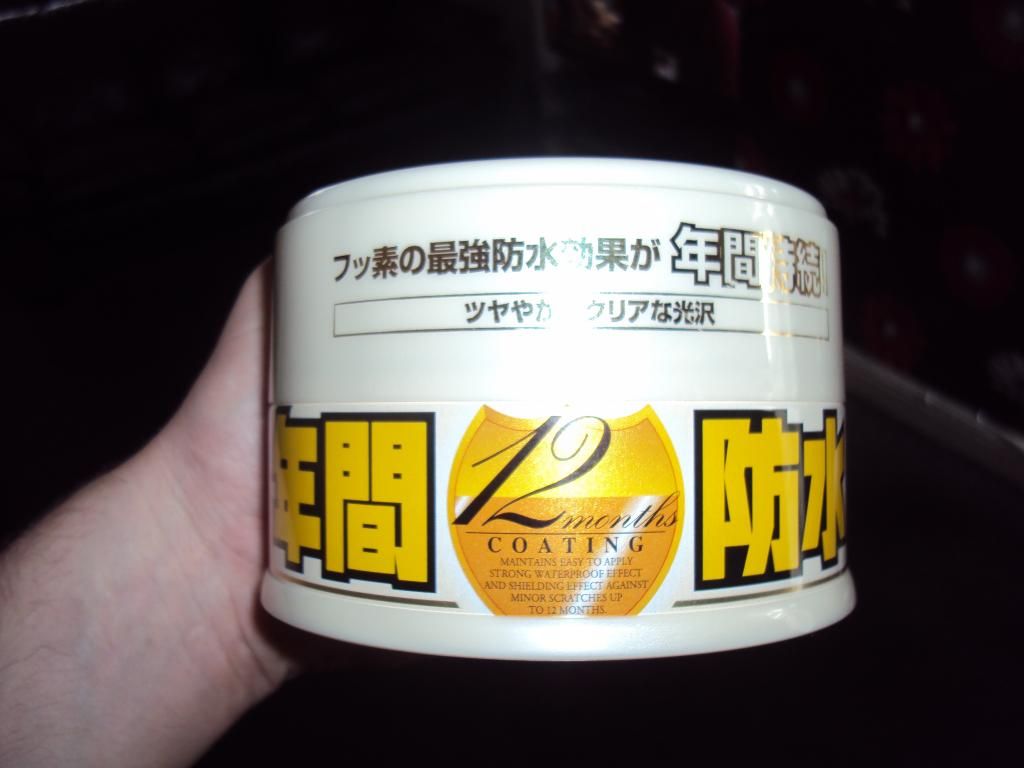 フッ素の最強防水効果が年間持続!!
ツヤやか クリアな光沢
年間
12 months
COATING
MAINTAINS EASY TO APPLY
STRONG WATERPROOF EFFECT
AND SHIELDING EFFECT AGAINST
MINOR SCRATCHES UP
TO 12 MONTHS.
防水